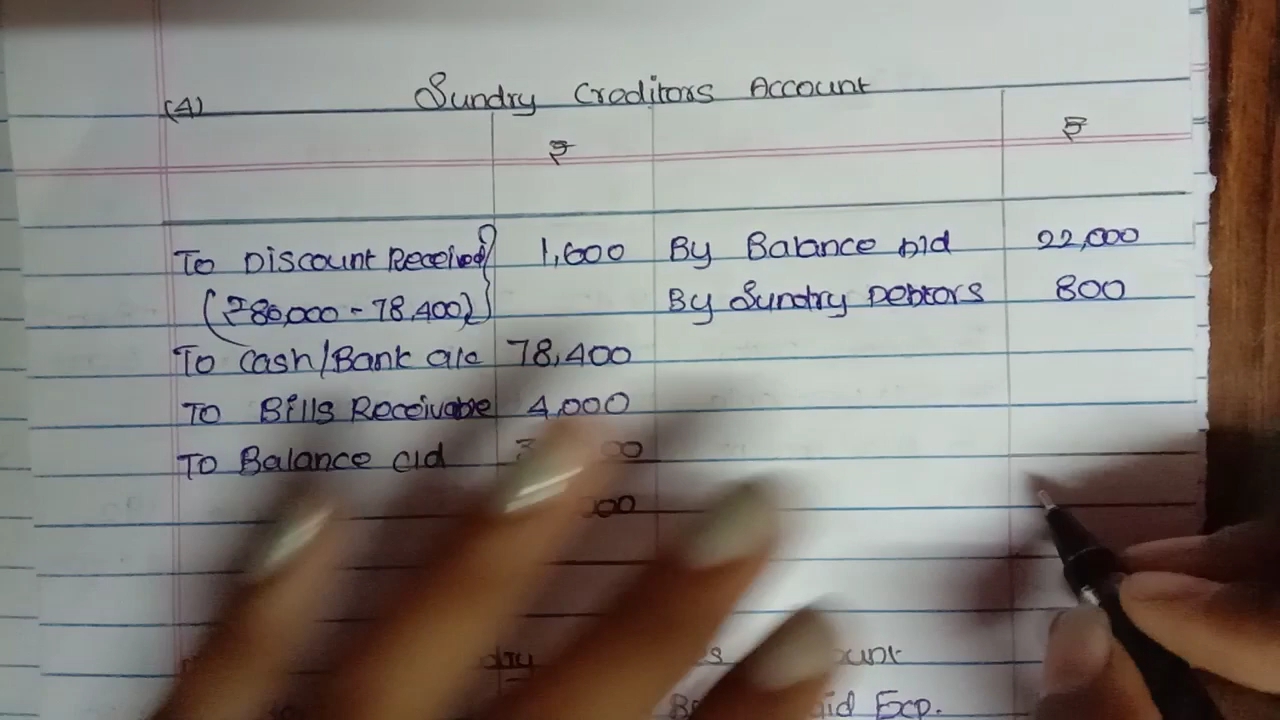 (4) Sundry Creditors Account
₹ ₹
To Discount Received 1,600 By Balance b/d 22,000
(₹80,000 - 78,400) By Sundry Debtors 800
To Cash/Bank a/c 78,400
To Bills Receivable 4,000
To Balance c/d
Exp.